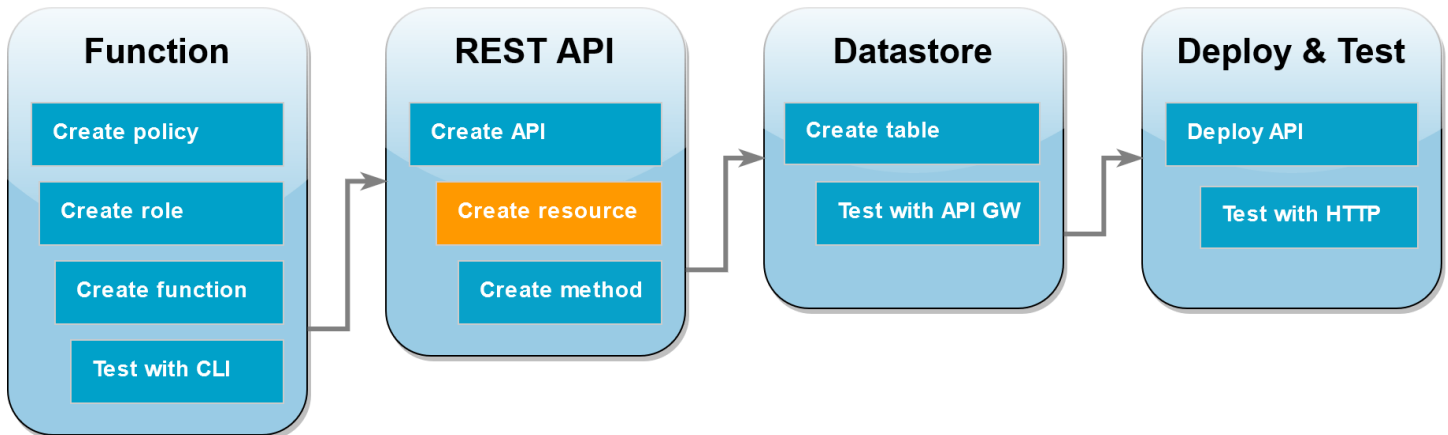 Function
Create policy
Create role
Create function
Test with CLI
REST API
Create API
Create resource
Create method
Datastore
Create table
Test with API GW
Deploy & Test
Deploy API
Test with HTTP